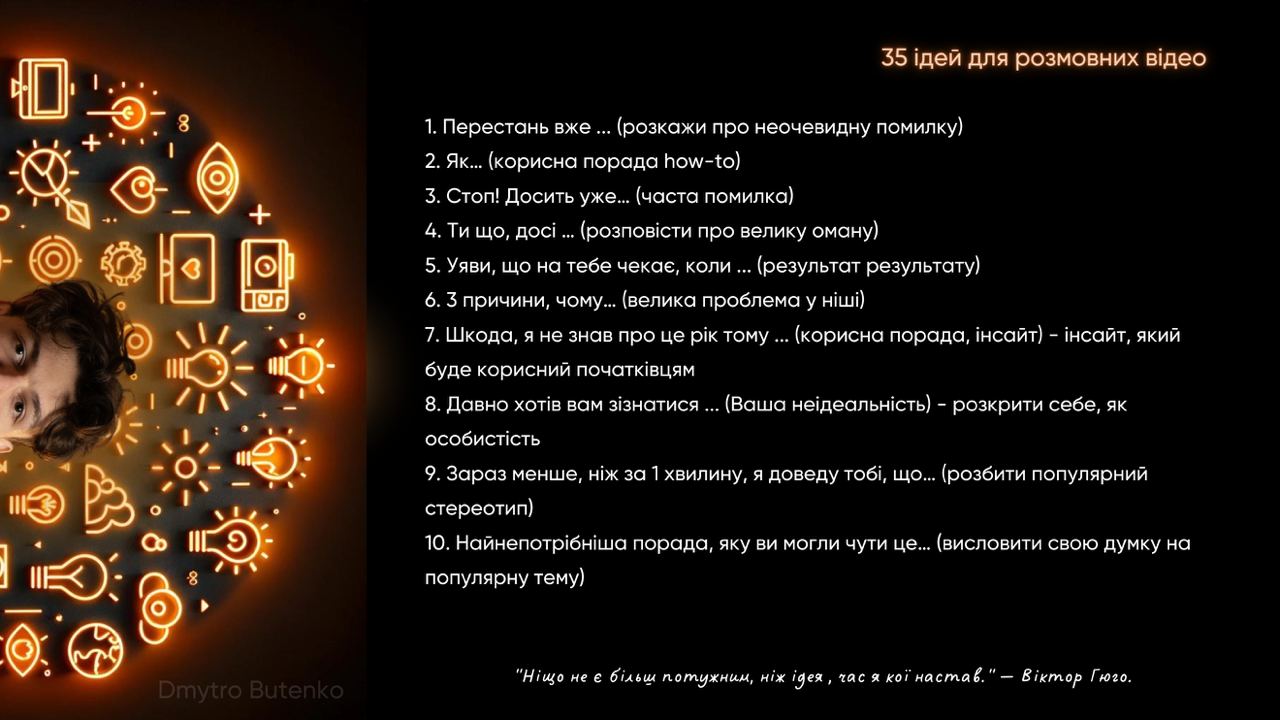 35 ідей для розмовних відео
1. Перестань вже ... (розкажи про неочевидну помилку)
2. Як... (корисна порада how-to)
3. Стоп! Досить уже... (часта помилка)
4. Ти що, досі ... (розповісти про велику оману)
5. Уяви, що на тебе чекає, коли ... (результат результату)
6. 3 причини, чому... (велика проблема у ніші)
7. Шкода, я не знав про це рік тому ... (корисна порада, інсайт) - інсайт, який
буде корисний початківцям
8. Давно хотів вам зізнатися ... (Ваша неідеальність) - розкрити себе, як
особистість
9. Зараз менше, ніж за 1 хвилину, я доведу тобі, що... (розбити популярний
стереотип)
10. Найнепотрібніша порада, яку ви могли чути це... (висловити свою думку на
популярну тему)
"Ніщо не є більш потужним, ніж ідея , час я кої настав." — Віктор Гюго.
Dmytro Butenko